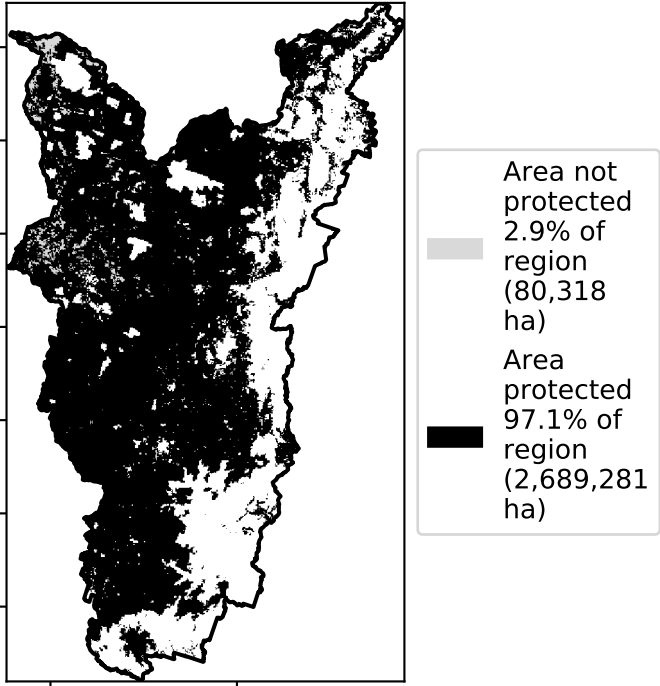 Area not
protected
2.9% of
region
(80,318
ha)
Area
protected
97.1% of
region
(2,689,281
ha)